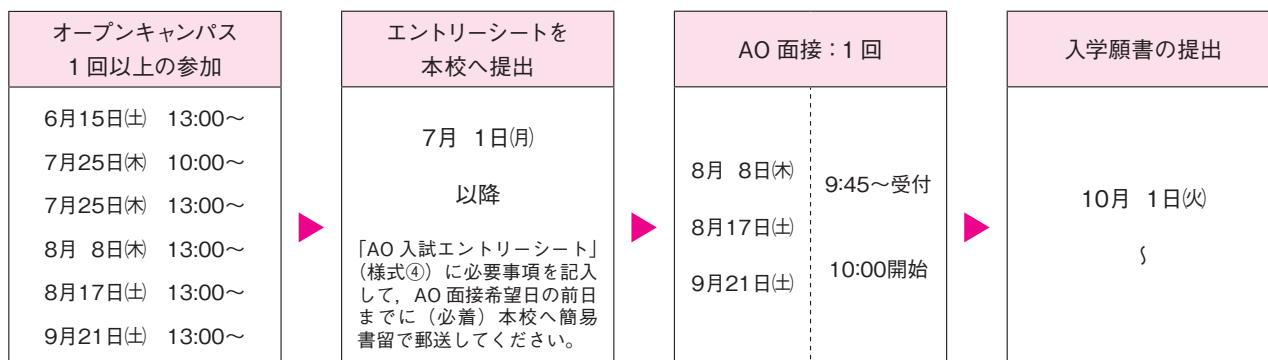 オープンキャンパス
1回以上の参加
6月15日㈯ 13:00～
7月25日㈭ 10:00～
7月25日㈭ 13:00～
8月 8日㈭ 13:00～
8月17日㈯ 13:00～
9月21日㈯ 13:00～
エントリーシートを
本校へ提出
7月 1日㈪
以降
「AO 入試エントリーシート」
（様式④）に必要事項を記入
して，AO 面接希望日の前日
までに（必着）本校へ簡易
書留で郵送してください。
AO 面接：1回
8月 8日㈭
8月17日㈯
9月21日㈯
9:45～受付
10:00開始
入学願書の提出
10月 1日㈫
～